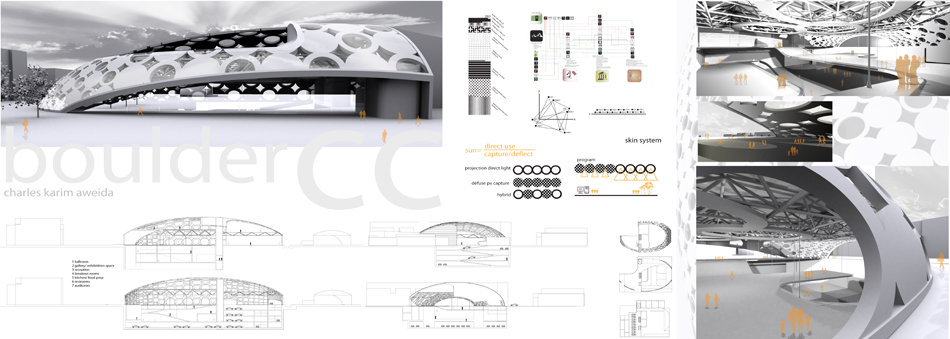 boulder CC
charles karim aweida
1 ballroom
2 gallery/ exhibition space
3 reception
4 breakout rooms
5 kitchen/ food prep
6 restrooms
7 auditorium
skin system
sun=
direct use
capture/deflect
projection direct light
defuse pv capture
hybrid
program